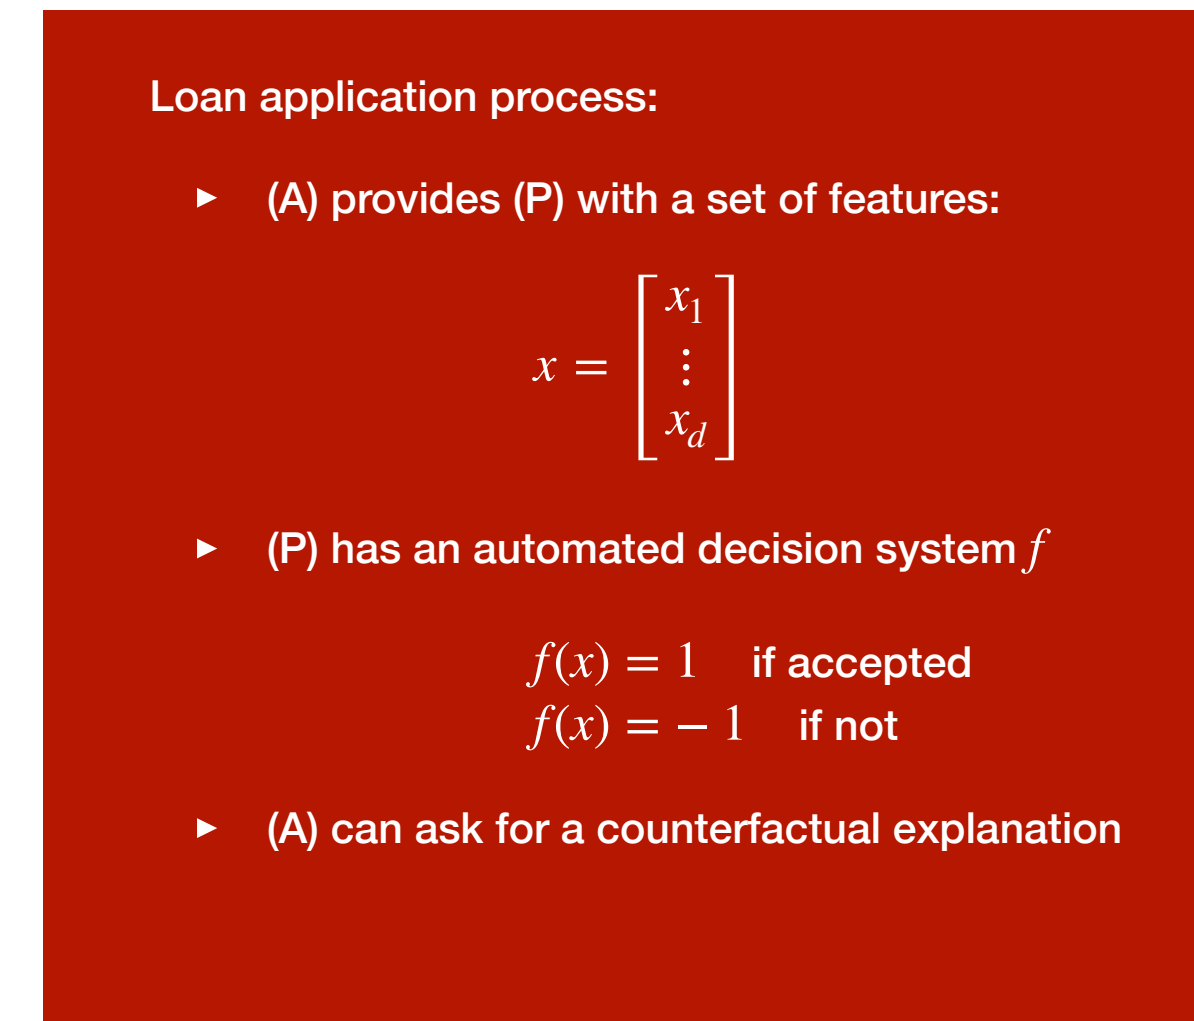 Loan application process:
▸ (A) provides (P) with a set of features:
x = [x₁ ⋮ x_d]
▸ (P) has an automated decision system f
f(x) = 1 if accepted
f(x) = − 1 if not
▸ (A) can ask for a counterfactual explanation